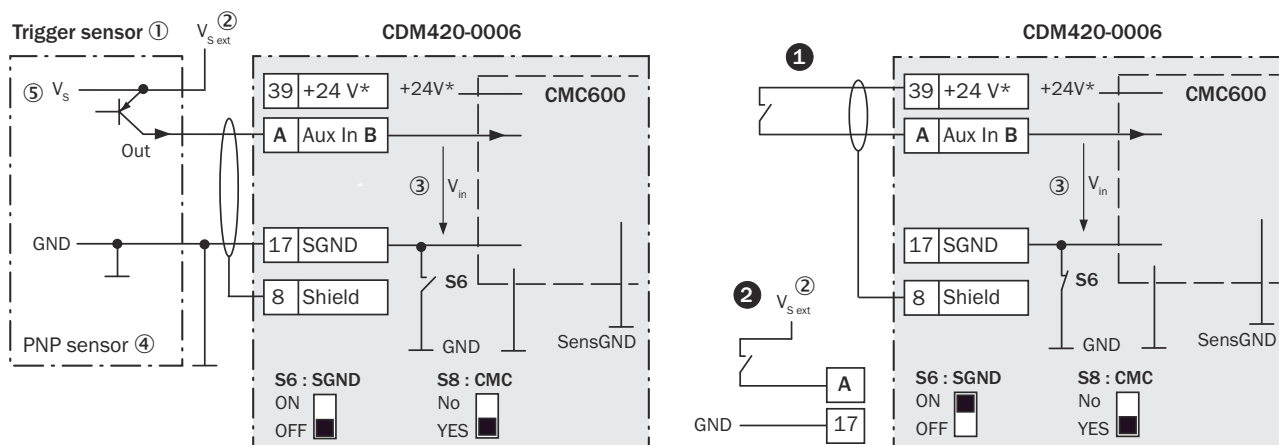 Trigger sensor ①
V S ext ②
CDM420-0006
⑤ V S
Out
GND
PNP sensor ④
39 +24 V*
+24V*
CMC600
A Aux In B
③ V in
17 SGND
S6
8 Shield
GND
SensGND
S6 : SGND
ON
OFF
S8 : CMC
No
YES
CDM420-0006
❶
39 +24 V*
+24V*
CMC600
A Aux In B
③ V in
17 SGND
S6
8 Shield
GND
SensGND
❷ V S ext ②
A
GND 17
S6 : SGND
ON
OFF
S8 : CMC
No
YES